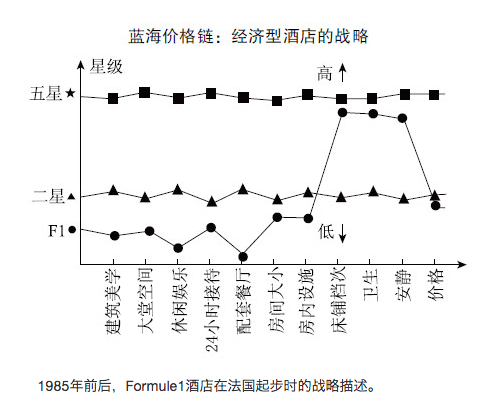 蓝海价格链：经济型酒店的战略
星级
高
五星
二星
F1
低
建筑美学
大堂空间
休闲娱乐
24小时接待
配套餐厅
房间大小
房内设施
床铺档次
卫生
安静
价格
1985年前后，Formule1酒店在法国起步时的战略描述。